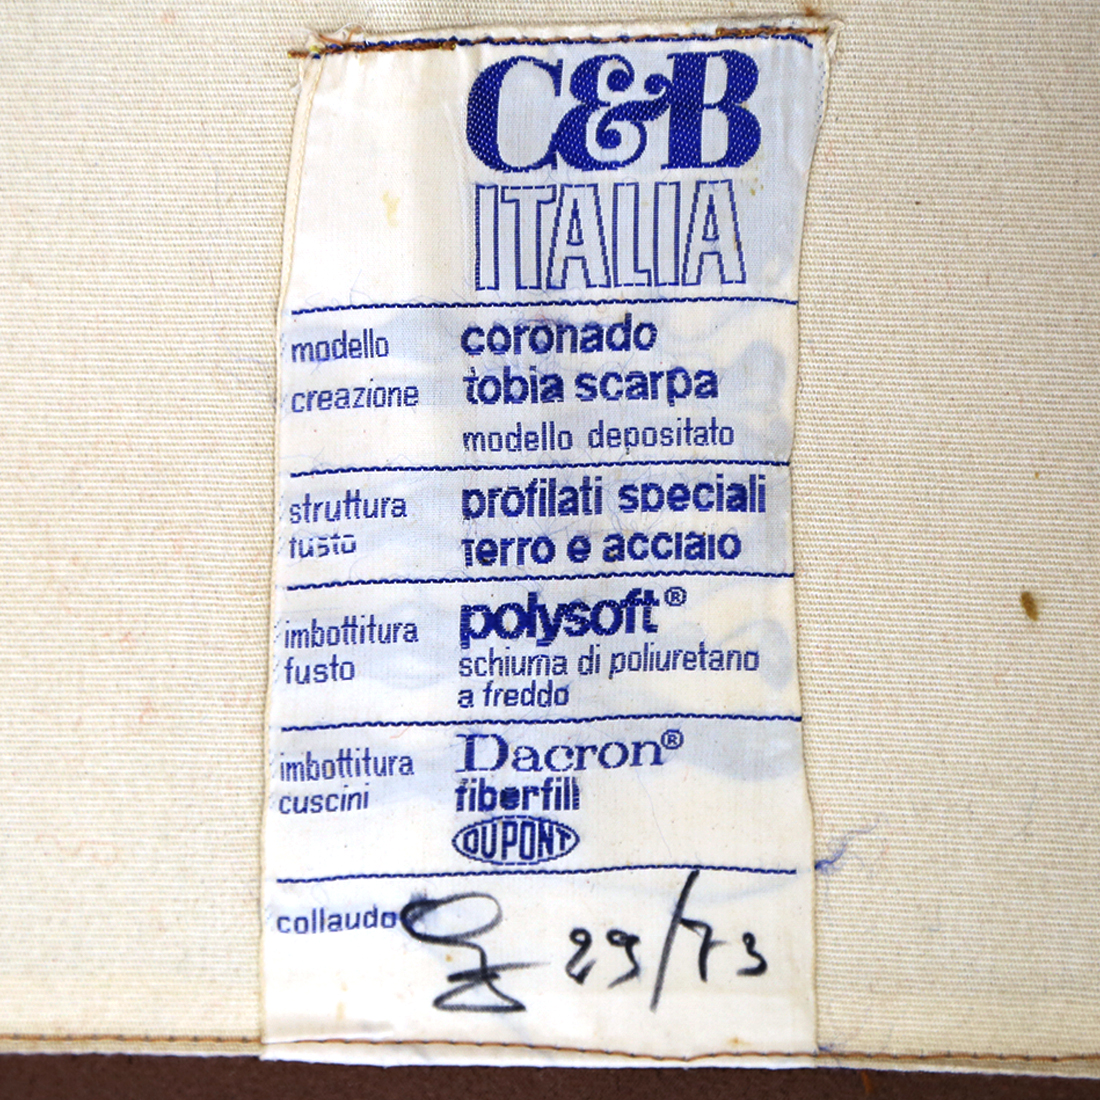 C&B
ITALIA
modello coronado
creazione tobia scarpa
modello depositato
struttura profilati speciali
fusto ferro e acciaio
imbottitura polysoft®
fusto schiuma di poliuretano
a freddo
imbottitura Dacron®
cuscini fiberfill
DUPONT
collaudo 29/73